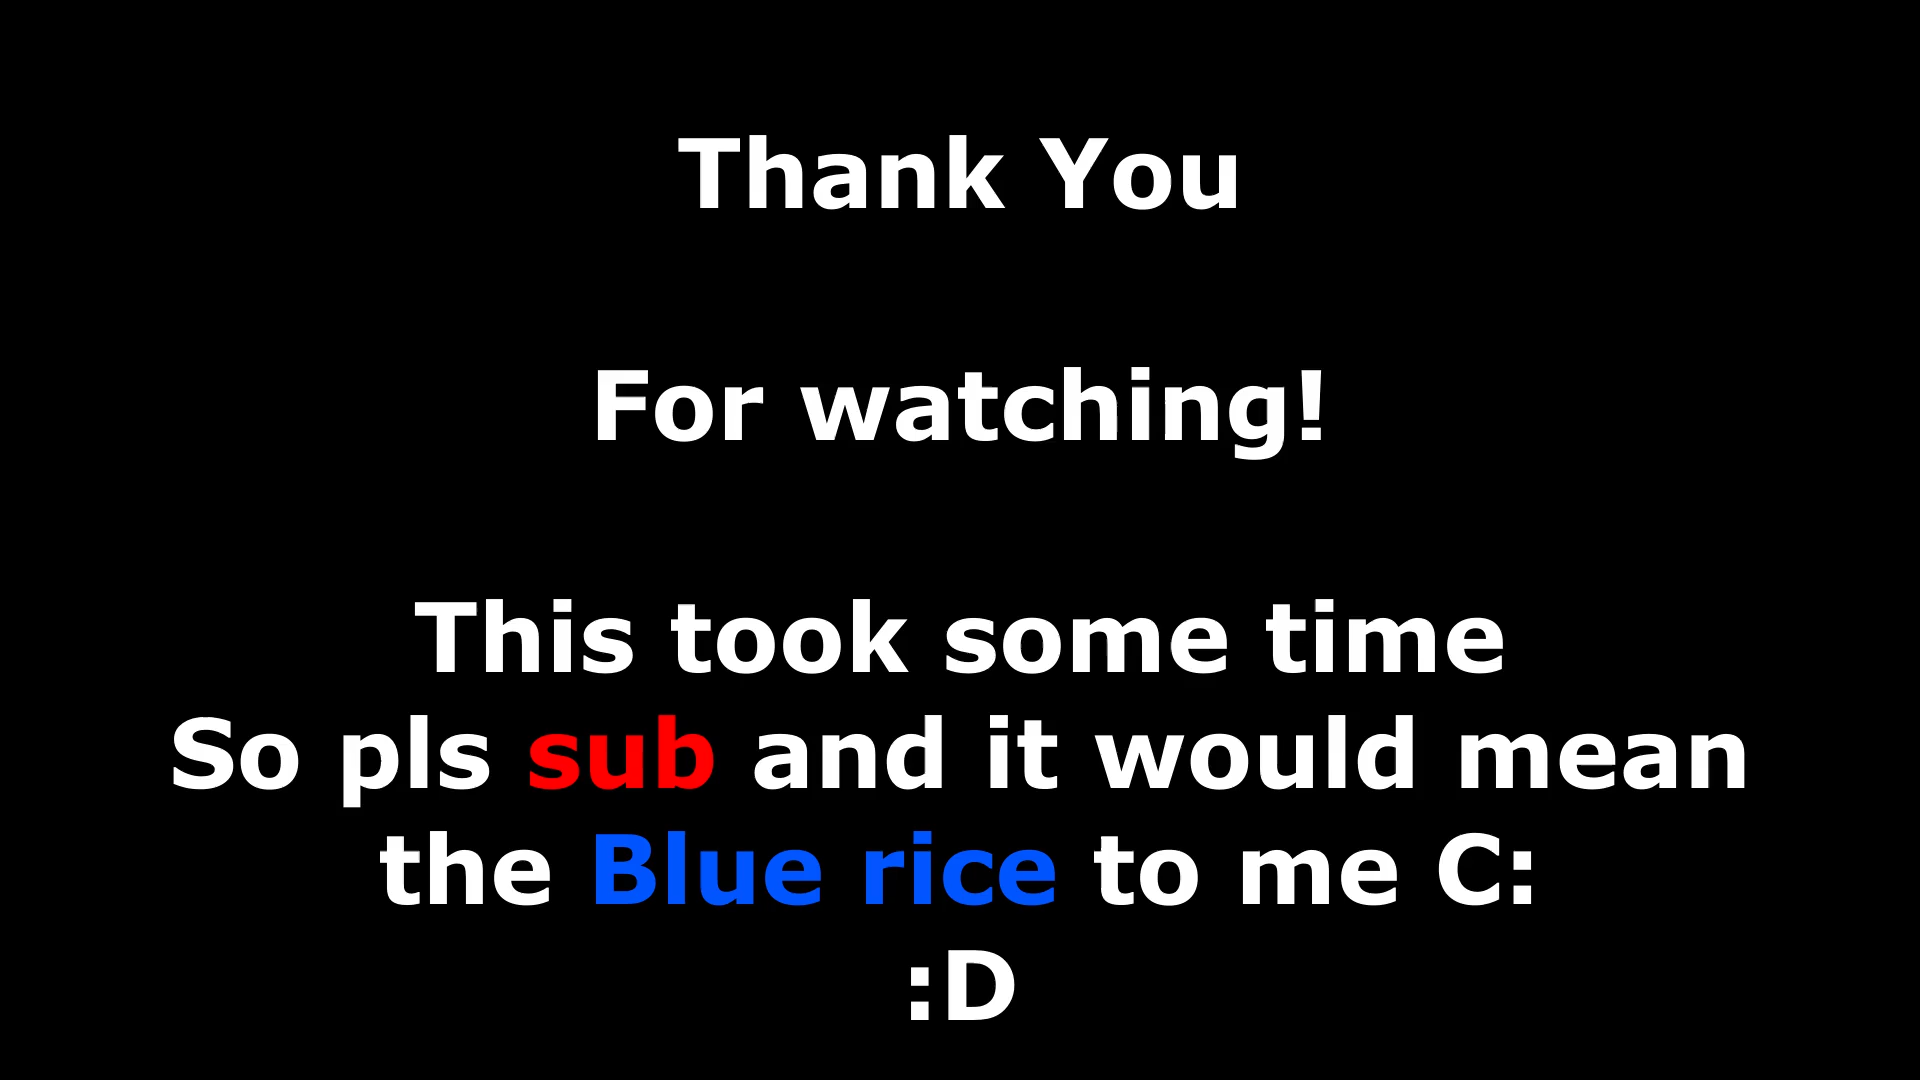 Thank You
For watching!
This took some time
So pls sub and it would mean
the Blue rice to me C:
:D